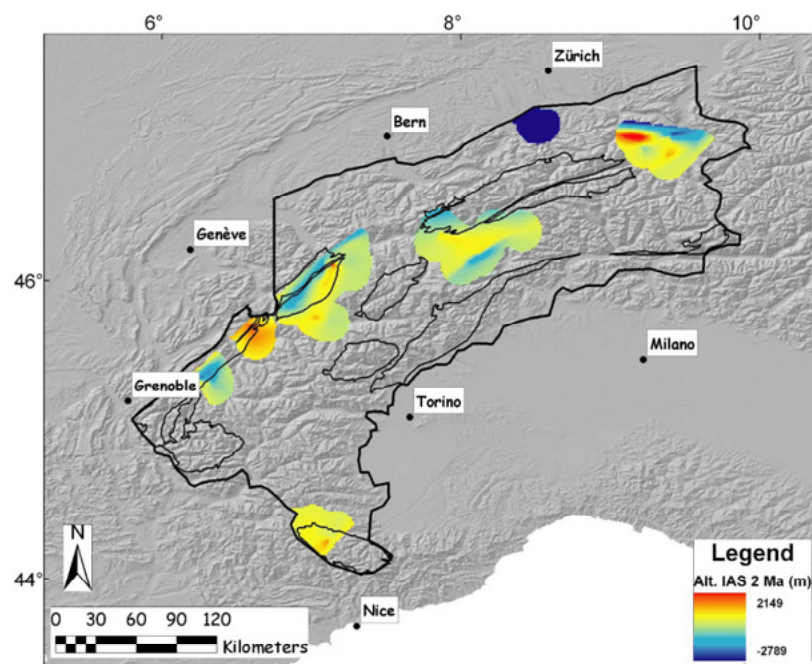 6° 8° 10°
Zürich
Bern
Genève
46°
Milano
Grenoble
Torino
N
44°
Legend
Alt. IAS 2 Ma (m)
2149
-2789
Nice
0 30 60 90 120
Kilometers